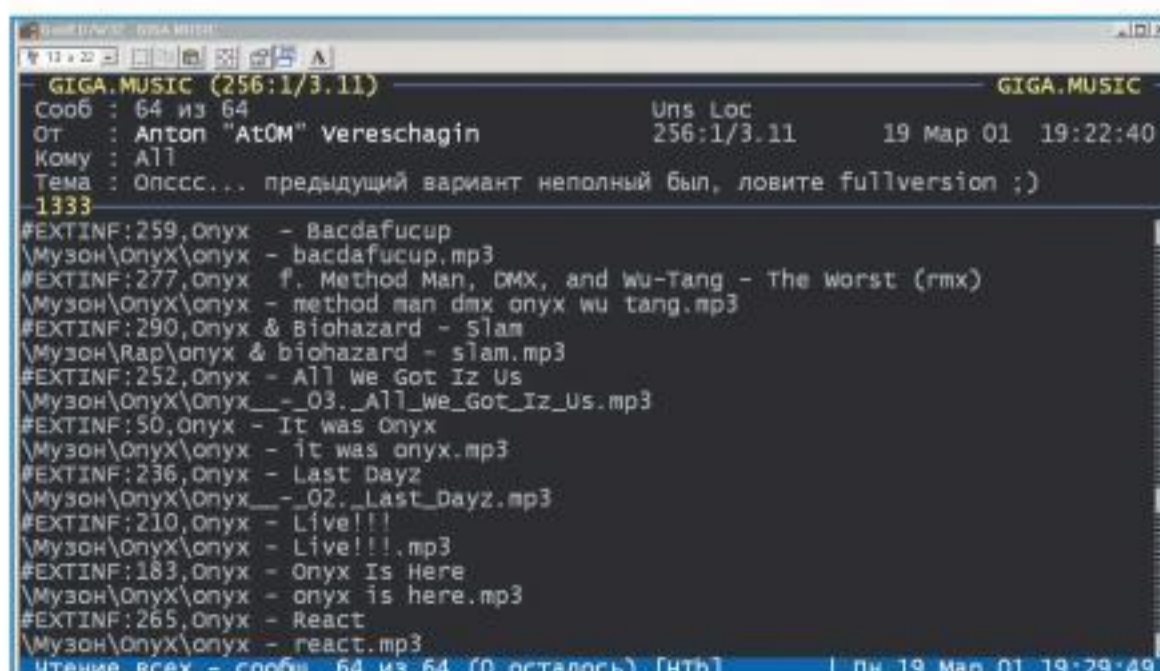 GIGA.MUSIC
13 x 22
GIGA.MUSIC (256:1/3.11) GIGA.MUSIC
Сооб : 64 из 64 Uns Loc
От : Anton "AtOM" Vereschagin 256:1/3.11 19 Мар 01 19:22:40
Кому : All
Тема : Опссс... предыдущий вариант неполный был, ловите fullversion ;)
1333
#EXTINF:259,Onyx - Bacdafucup
\Музон\OnyX\onyx - bacdafucup.mp3
#EXTINF:277,Onyx f. Method Man, DMX, and Wu-Tang - The Worst (rmx)
\Музон\OnyX\onyx - method man dmx onyx wu tang.mp3
#EXTINF:290,Onyx & Biohazard - Slam
\Музон\Rap\onyx & biohazard - slam.mp3
#EXTINF:252,Onyx - All We Got Iz Us
\Музон\OnyX\Onyx__-_03._All_We_Got_Iz_Us.mp3
#EXTINF:50,Onyx - It was Onyx
\Музон\OnyX\onyx - it was onyx.mp3
#EXTINF:236,Onyx - Last Dayz
\Музон\OnyX\Onyx__-_02._Last_Dayz.mp3
#EXTINF:210,Onyx - Live!!!
\Музон\OnyX\onyx - Live!!!.mp3
#EXTINF:183,Onyx - Onyx Is Here
\Музон\OnyX\onyx - onyx is here.mp3
#EXTINF:265,Onyx - React
\Музон\OnyX\onyx - react.mp3
Чтение всех - сообщ. 64 из 64 (0 осталось) [НТЬ] | Пн 19 Мар 01 19:29:49